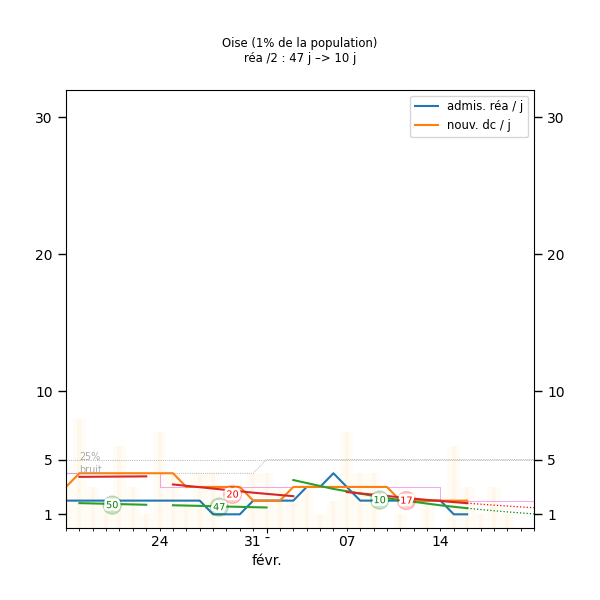 Oise (1% de la population)
réa /2 : 47 j –> 10 j
admis. réa / j
nouv. dc / j
30 30
20 20
10 10
5 5
25%
bruit
20
50 47 10 17
1 1
24 31 07 14
févr.